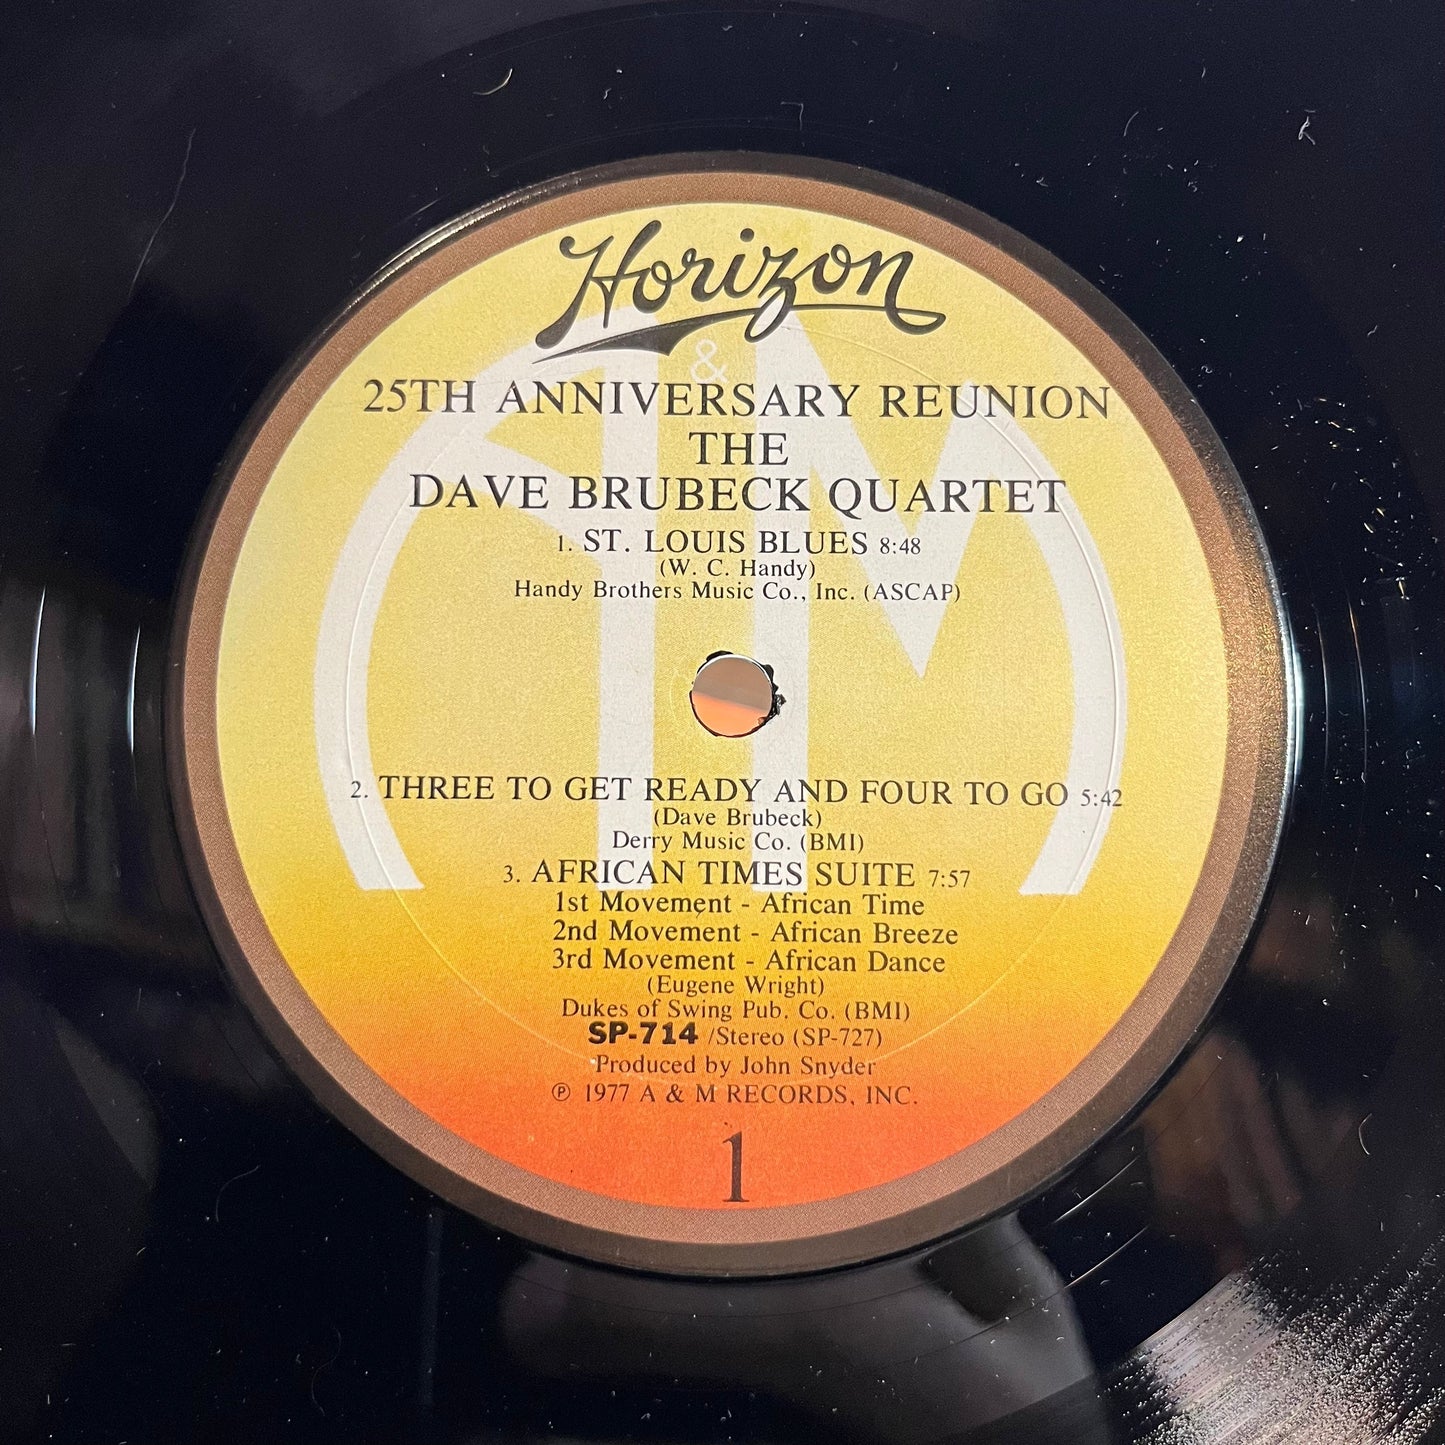 Horizon
&
25TH ANNIVERSARY REUNION
THE
DAVE BRUBECK QUARTET
1. ST. LOUIS BLUES 8:48
(W. C. Handy)
Handy Brothers Music Co., Inc. (ASCAP)
2. THREE TO GET READY AND FOUR TO GO 5:42
(Dave Brubeck)
Derry Music Co. (BMI)
3. AFRICAN TIMES SUITE 7:57
1st Movement - African Time
2nd Movement - African Breeze
3rd Movement - African Dance
(Eugene Wright)
Dukes of Swing Pub. Co. (BMI)
SP-714 /Stereo (SP-727)
Produced by John Snyder
℗ 1977 A & M RECORDS, INC.
1
AM